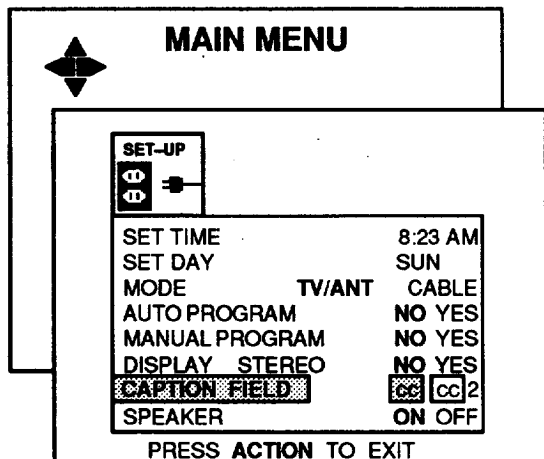 MAIN MENU
SET-UP
SET TIME 8:23 AM
SET DAY SUN
MODE TV/ANT CABLE
AUTO PROGRAM NO YES
MANUAL PROGRAM NO YES
DISPLAY STEREO NO YES
CAPTION FIELD CC CC 2
SPEAKER ON OFF
PRESS ACTION TO EXIT